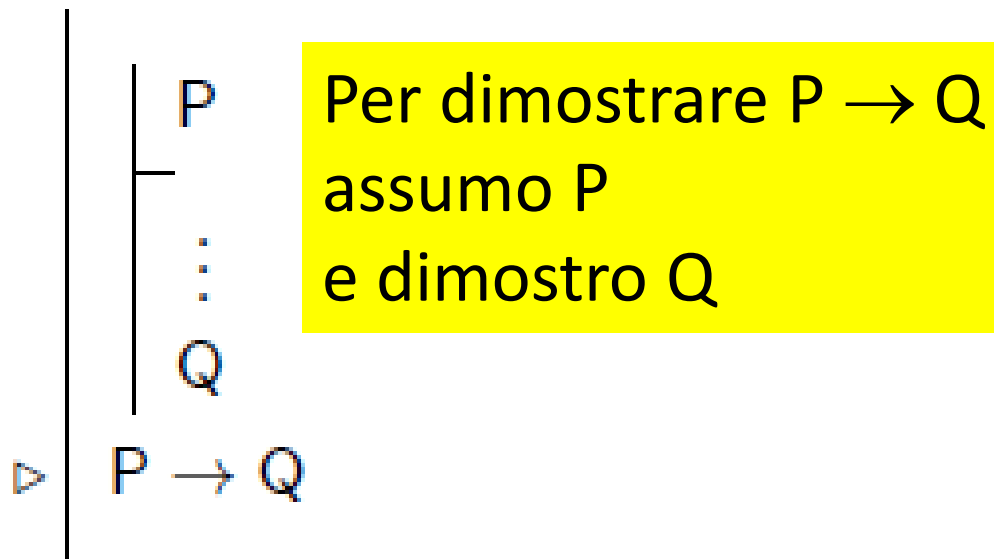 P
Per dimostrare P → Q
assumo P
⋮
e dimostro Q
Q
▷ P → Q